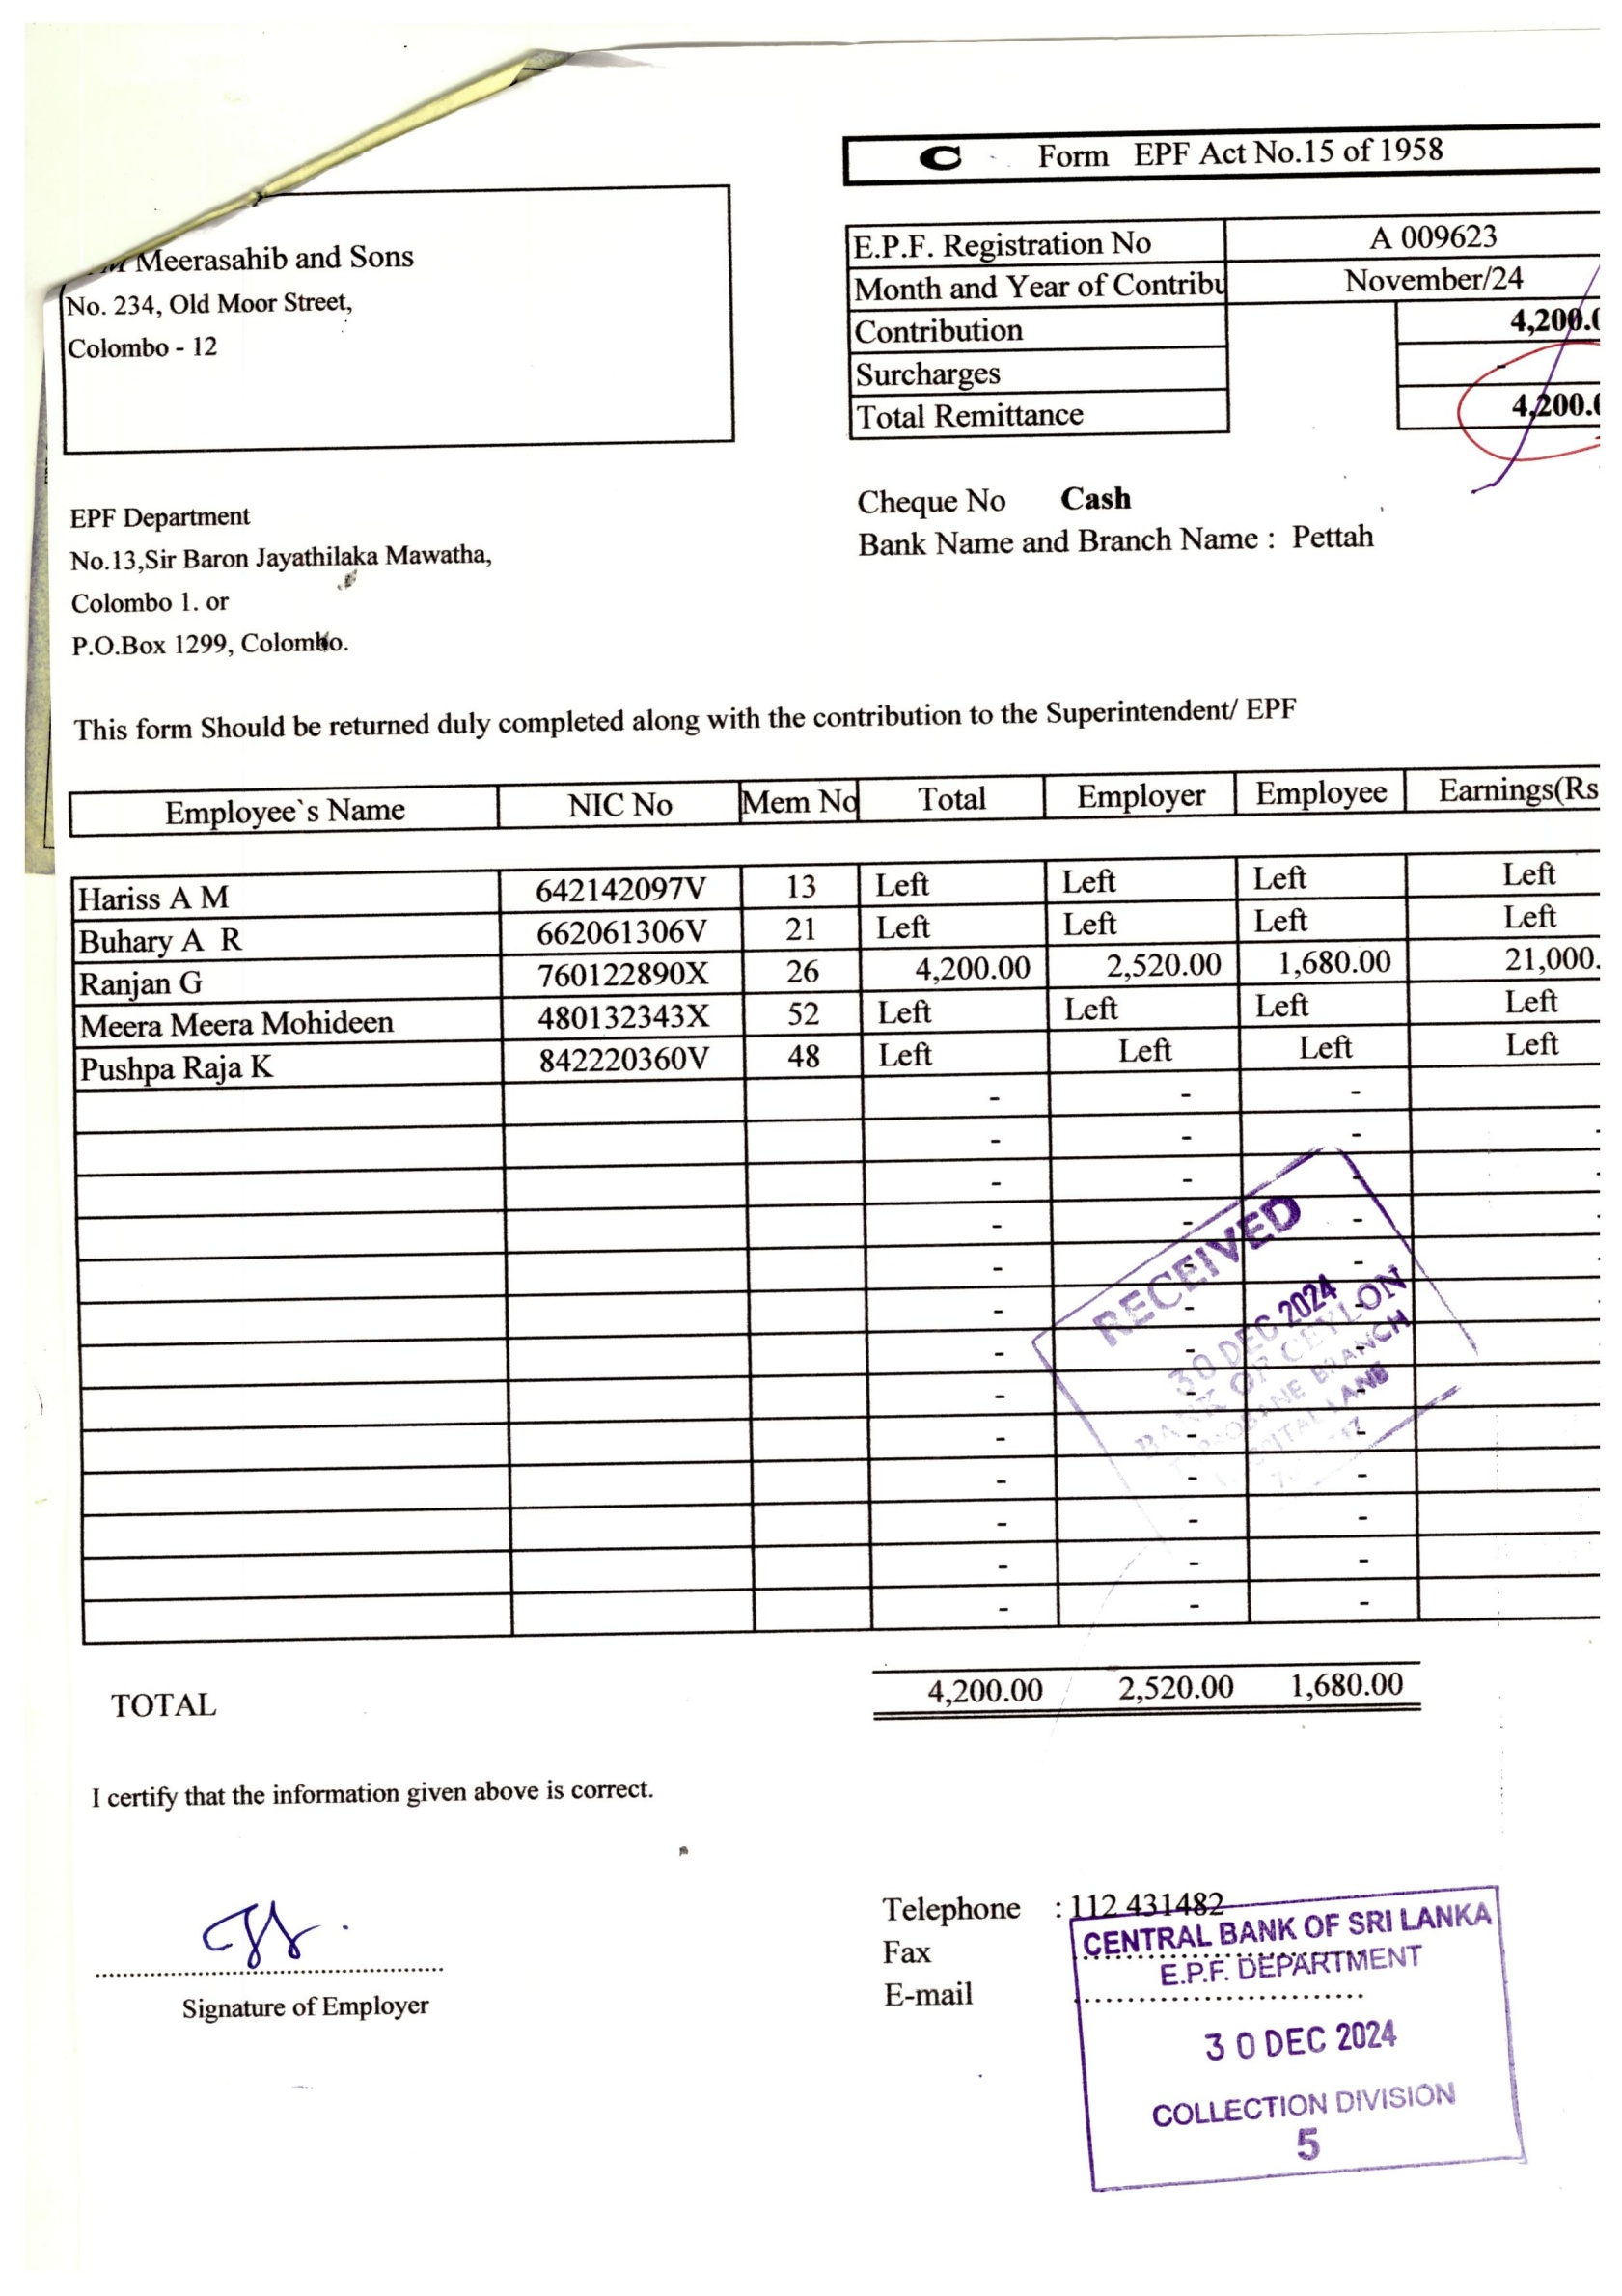 C Form EPF Act No.15 of 1958
Meerasahib and Sons
No. 234, Old Moor Street,
Colombo - 12
E.P.F. Registration No A 009623
Month and Year of Contribu November/24
Contribution 4,200.0
Surcharges -
Total Remittance 4,200.0
Cheque No Cash
Bank Name and Branch Name : Pettah
EPF Department
No.13,Sir Baron Jayathilaka Mawatha,
Colombo 1. or
P.O.Box 1299, Colombo.
This form Should be returned duly completed along with the contribution to the Superintendent/ EPF
Employee`s Name NIC No Mem No Total Employer Employee Earnings(Rs
Hariss A M 642142097V 13 Left Left Left Left
Buhary A R 662061306V 21 Left Left Left Left
Ranjan G 760122890X 26 4,200.00 2,520.00 1,680.00 21,000.
Meera Meera Mohideen 480132343X 52 Left Left Left Left
Pushpa Raja K 842220360V 48 Left Left Left Left
- - -
- - - -
- - - -
- - - -
- - - -
- - - -
- - - -
- - - -
- - - -
- - - -
- - -
- - -
- - -
RECEIVED
30 DEC 2024
BANK OF CEYLON
BRANCH
LANE
TOTAL 4,200.00 2,520.00 1,680.00
I certify that the information given above is correct.
Telephone : 112 431482
Fax
E-mail
Signature of Employer
CENTRAL BANK OF SRI LANKA
E.P.F. DEPARTMENT
30 DEC 2024
COLLECTION DIVISION
5